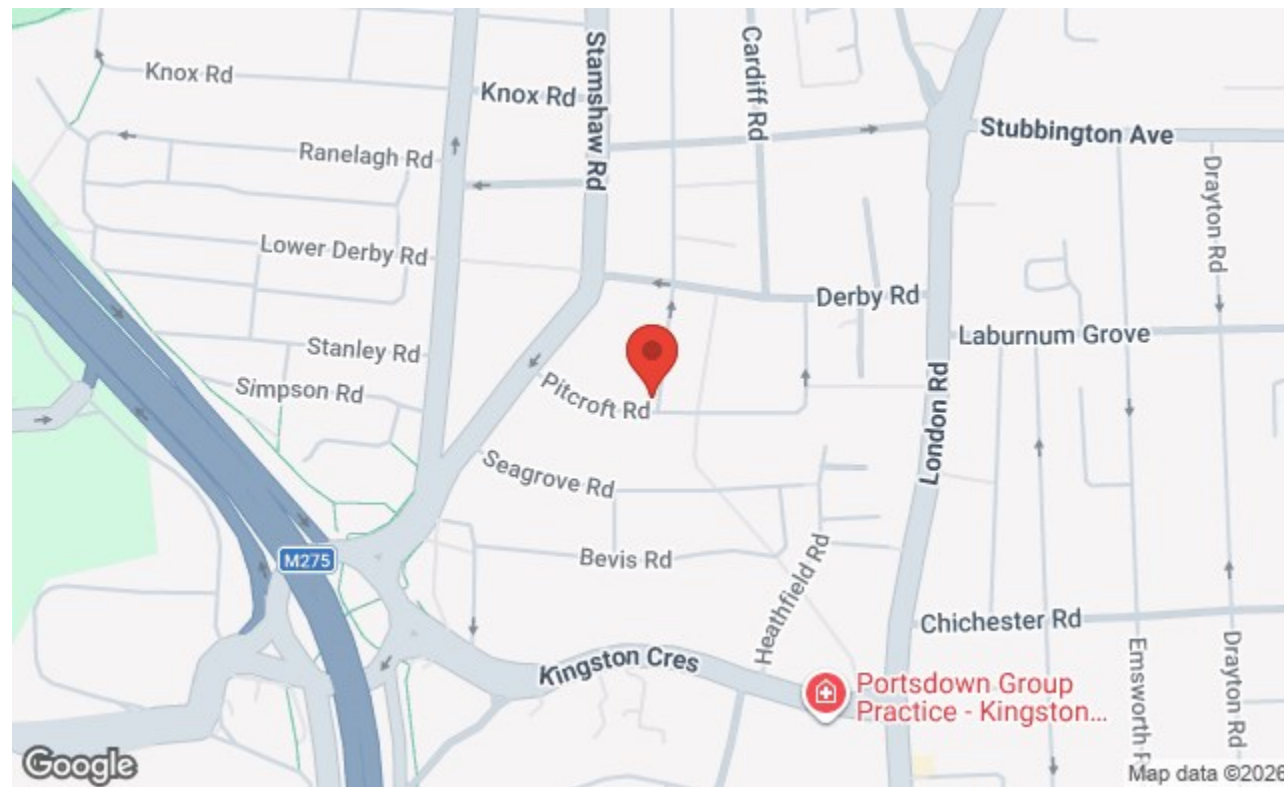 Knox Rd
Knox Rd
Stamshaw Rd
Cardiff Rd
Stubbington Ave
Ranelagh Rd
Drayton Rd
Lower Derby Rd
Derby Rd
Laburnum Grove
Stanley Rd
Simpson Rd
Pitcroft Rd
London Rd
Seagrove Rd
M275
Bevis Rd
Heathfield Rd
Chichester Rd
Kingston Cres
Portsdown Group
Practice - Kingston...
Emsworth R
Drayton Rd
Google
Map data ©2026